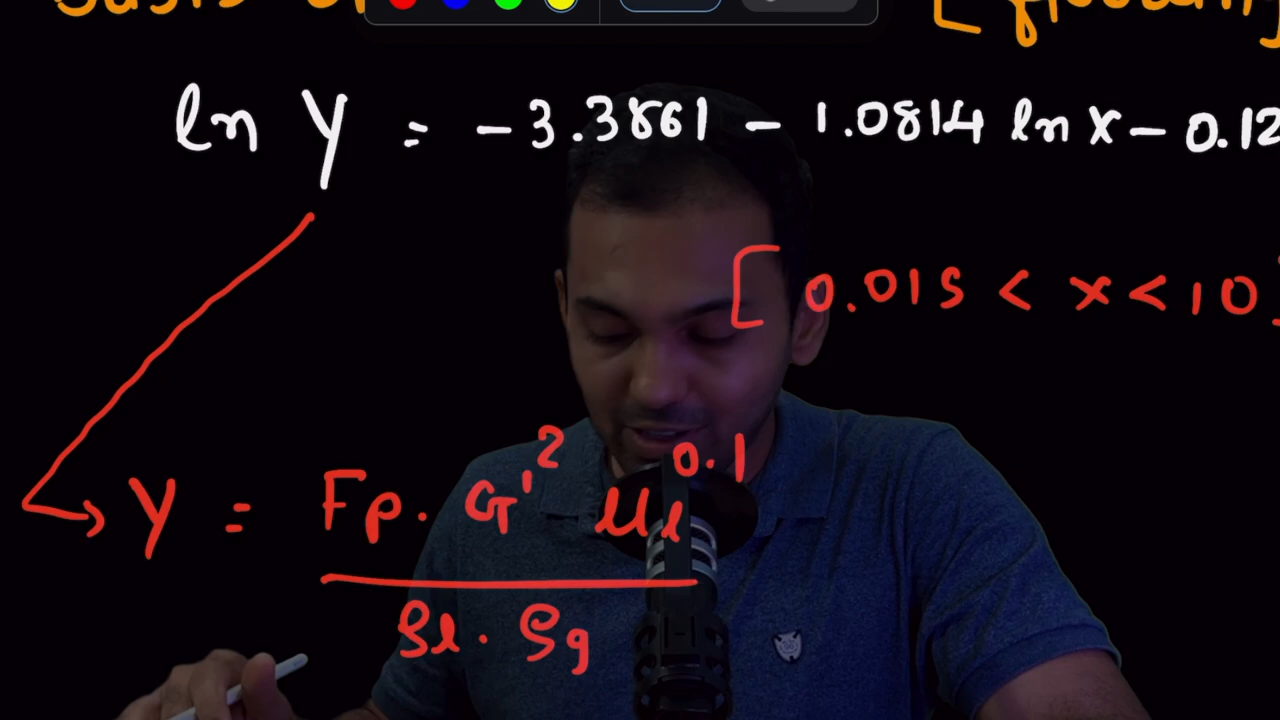 ln Y = -3.3861 - 1.0814 ln X - 0.12
[0.015 < x < 10]
Y = Fp. G'² μl^0.1
ρl . ρg